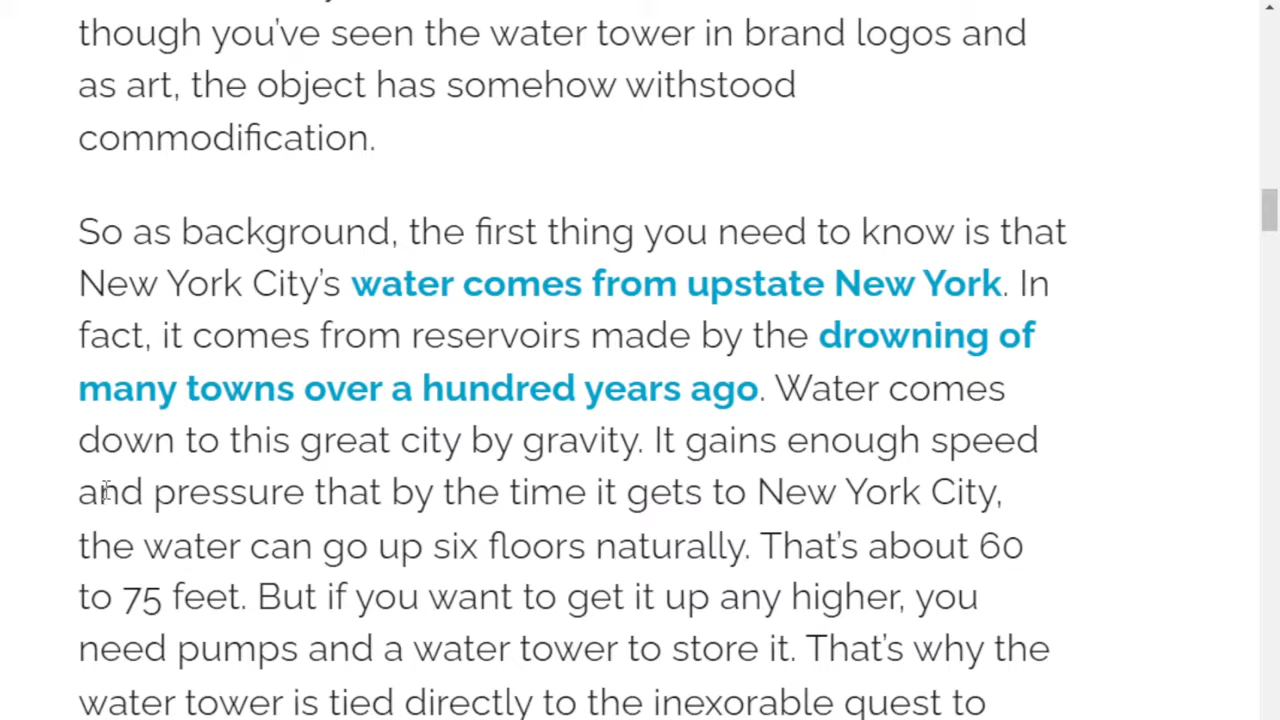 though you've seen the water tower in brand logos and
as art, the object has somehow withstood
commodification.
So as background, the first thing you need to know is that
New York City's water comes from upstate New York. In
fact, it comes from reservoirs made by the drowning of
many towns over a hundred years ago. Water comes
down to this great city by gravity. It gains enough speed
and pressure that by the time it gets to New York City,
the water can go up six floors naturally. That's about 60
to 75 feet. But if you want to get it up any higher, you
need pumps and a water tower to store it. That's why the
water tower is tied directly to the inexorable quest to